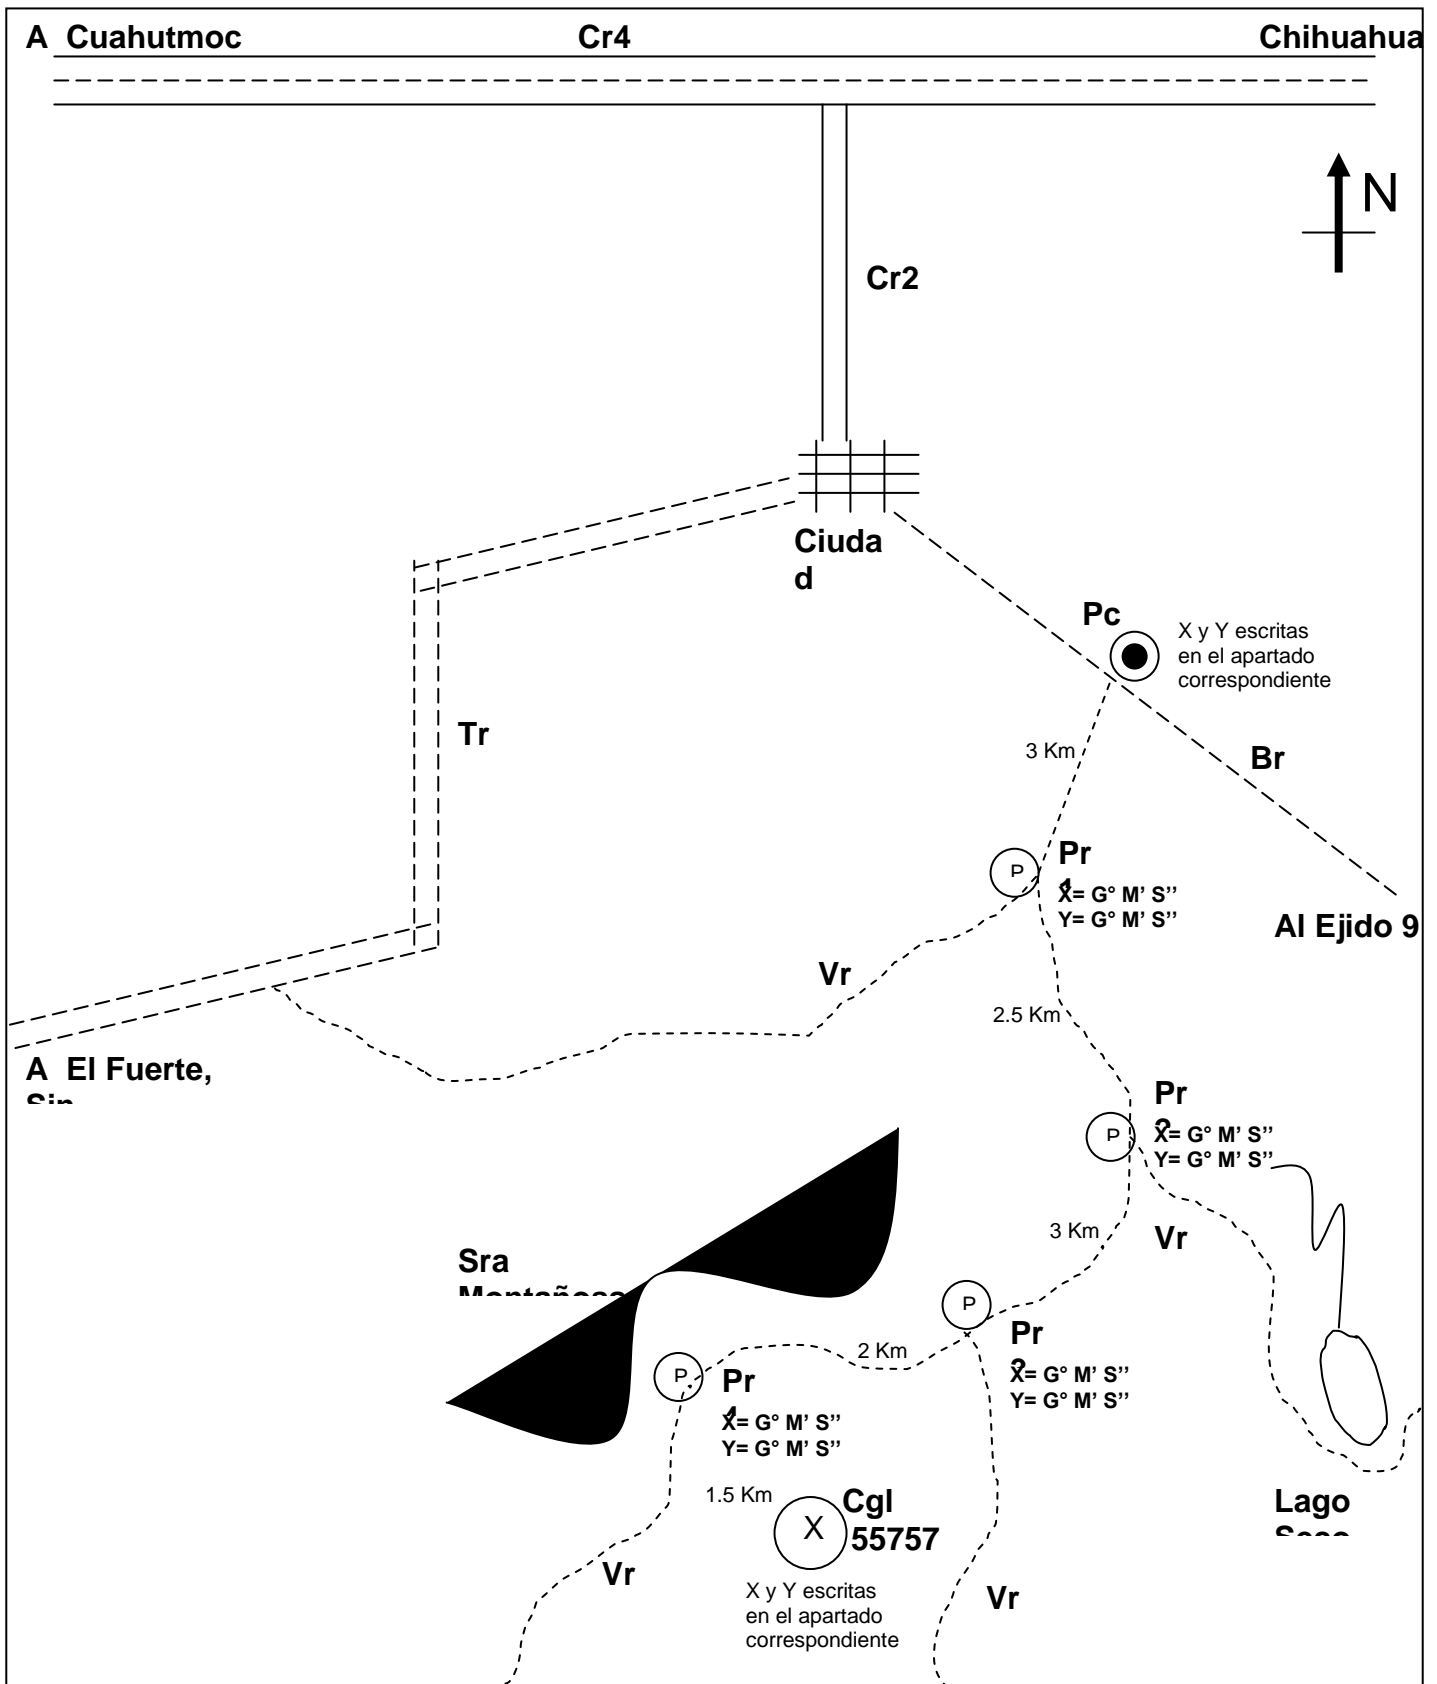 A Cuahutmoc
Cr4
Chihuahua
N
Cr2
Ciuda
d
Pc
X y Y escritas
en el apartado
correspondiente
Tr
3 Km
Br
P
Pr
X= G° M' S''
Y= G° M' S''
Al Ejido 9
Vr
2.5 Km
A El Fuerte,
Pr
P
X= G° M' S''
Y= G° M' S''
3 Km
Vr
Sra
P
Pr
2 Km
X= G° M' S''
Y= G° M' S''
P
Pr
X= G° M' S''
Y= G° M' S''
1.5 Km
Cgl
X
55757
Lago
Vr
X y Y escritas
en el apartado
correspondiente
Vr